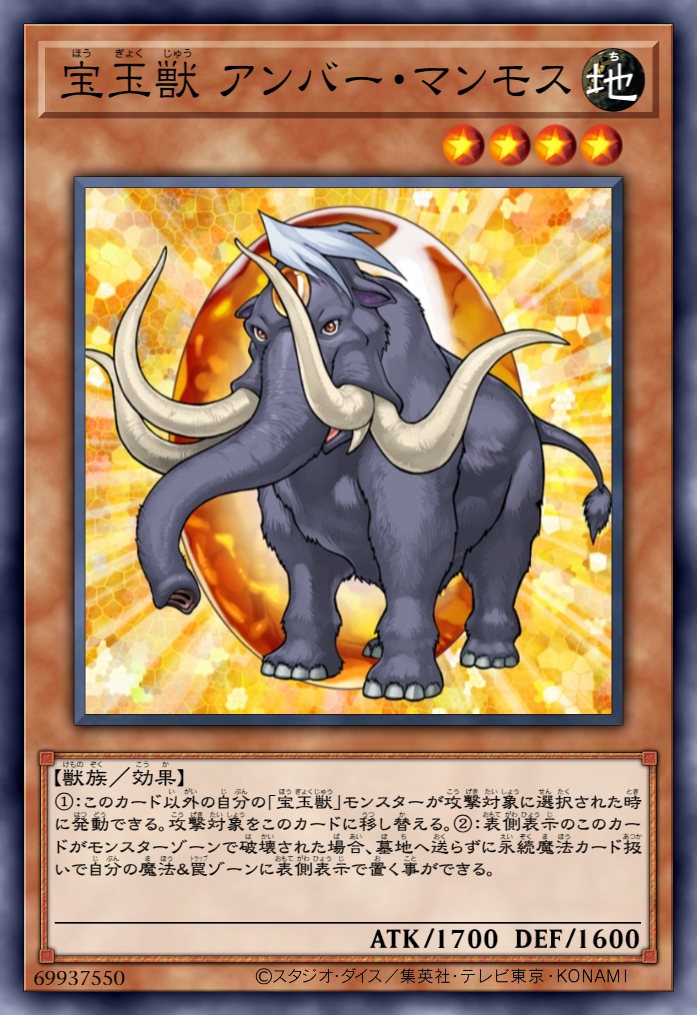 宝玉獣 アンバー・マンモス
地
【獣族／効果】
①:このカード以外の自分の｢宝玉獣｣モンスターが攻撃対象に選択された時
に発動できる。攻撃対象をこのカードに移し替える。②:表側表示のこのカー
ドがモンスターゾーンで破壊された場合、墓地へ送らずに永続魔法カード扱
いで自分の魔法&罠ゾーンに表側表示で置く事ができる。
ATK/1700 DEF/1600
69937550 ©スタジオ・ダイス／集英社・テレビ東京・KONAMI